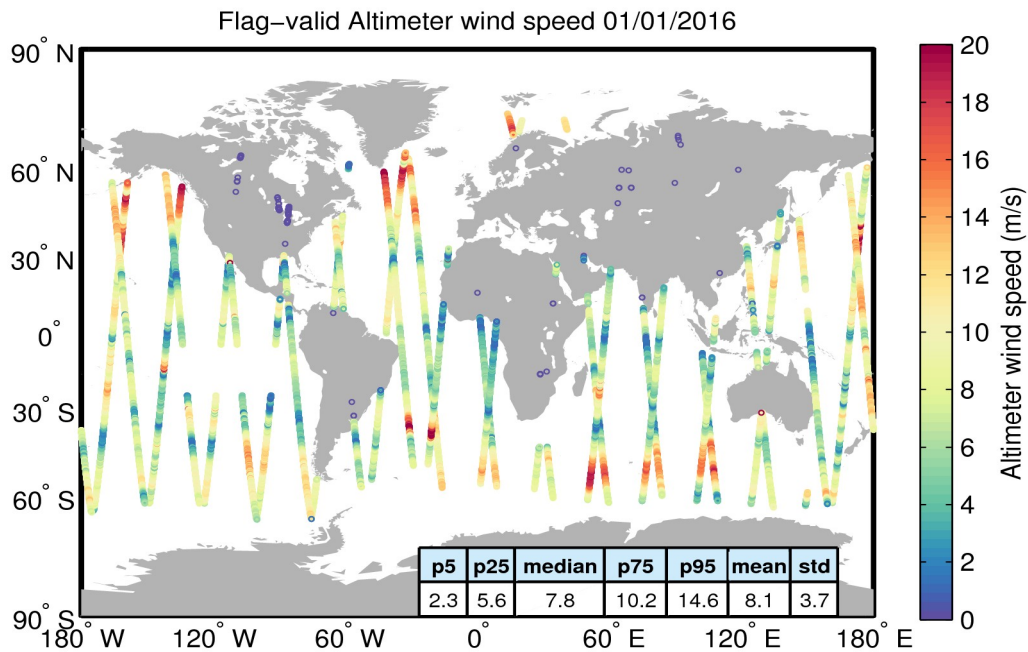 Flag−valid Altimeter wind speed 01/01/2016
90° N
60° N
30° N
0°
30° S
60° S
90° S
180° W
120° W
60° W
0°
60° E
120° E
180° E
p5 p25 median p75 p95 mean std
2.3 5.6 7.8 10.2 14.6 8.1 3.7
20
18
16
14
12
10
8
6
4
2
0
Altimeter wind speed (m/s)